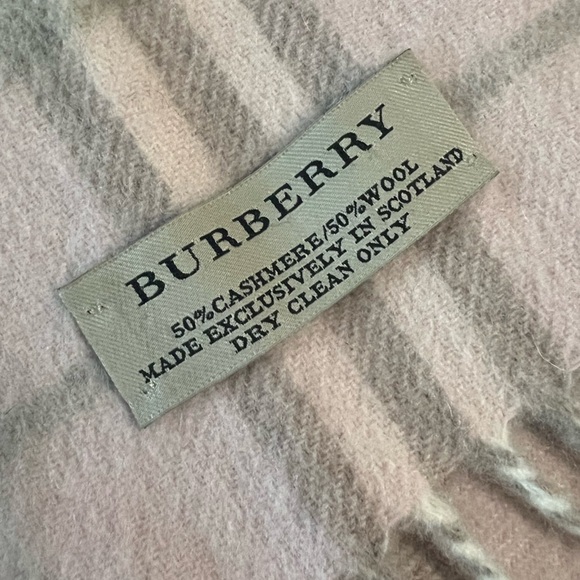 BURBERRY
50%CASHMERE/50%WOOL
MADE EXCLUSIVELY IN SCOTLAND
DRY CLEAN ONLY